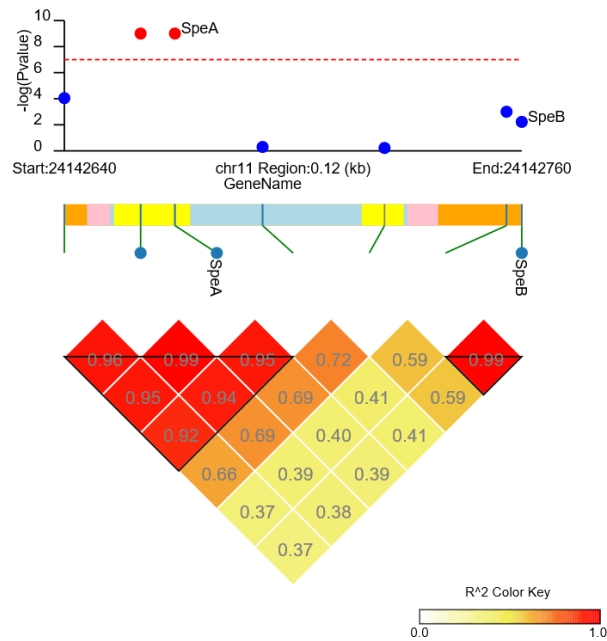 10
8
6
4
2
0
-log(Pvalue)
SpeA
SpeB
Start:24142640
chr11 Region:0.12 (kb)
End:24142760
GeneName
SpeA
SpeB
0.96 0.99 0.95 0.72 0.59 0.99
0.95 0.94 0.69 0.41 0.59
0.92 0.69 0.40 0.41
0.66 0.39 0.39
0.37 0.38
0.37
R^2 Color Key
0.0 1.0